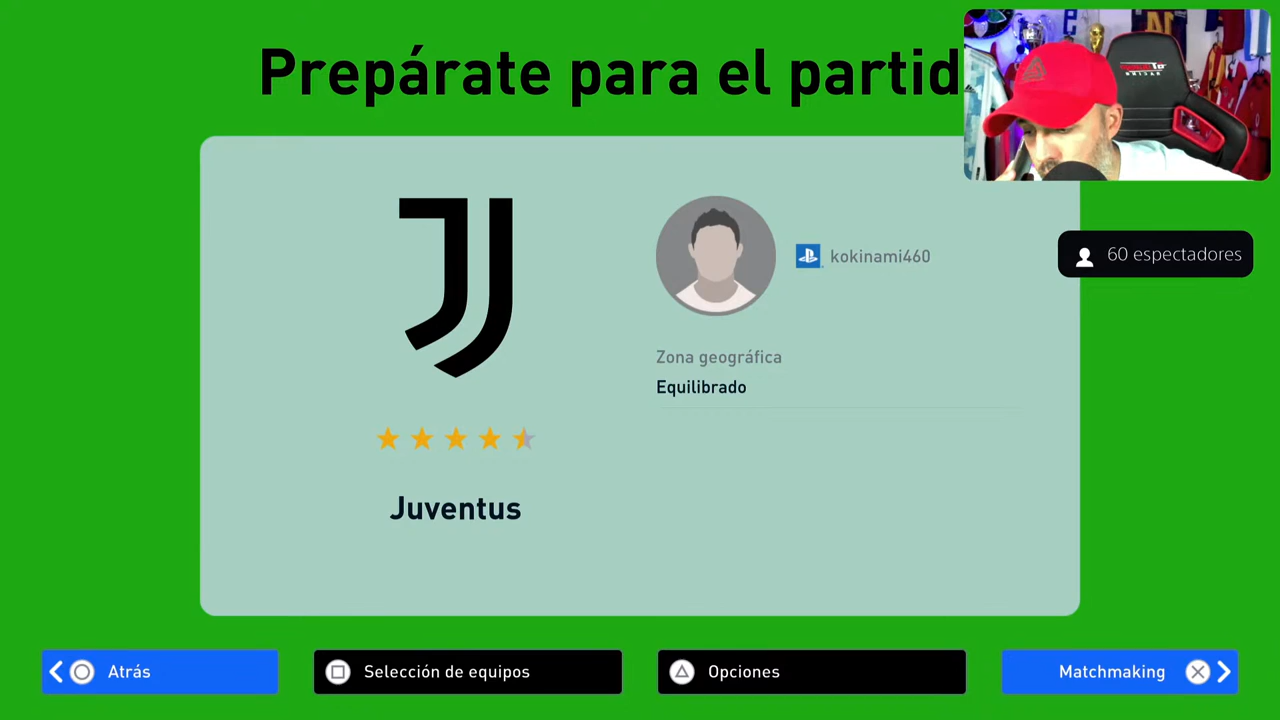 Prepárate para el partid
kokinami460
60 espectadores
Zona geográfica
Equilibrado
Juventus
Atrás
Selección de equipos
Opciones
Matchmaking